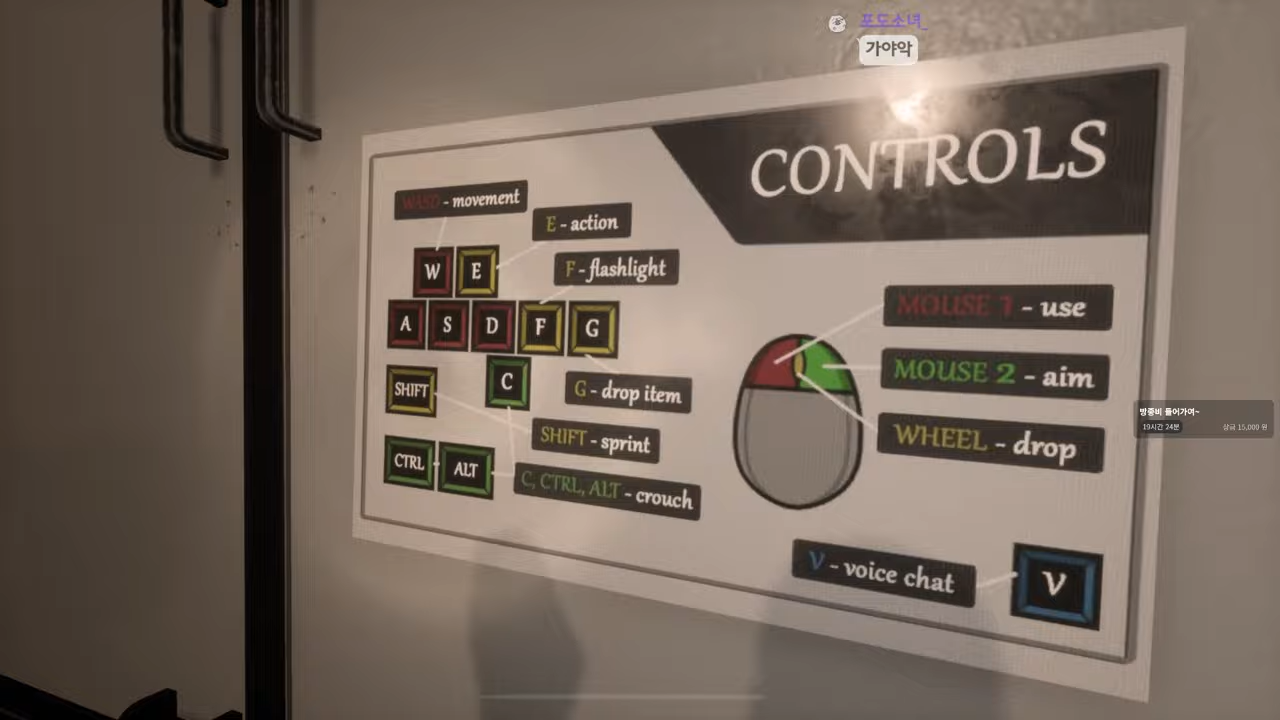 포도소녀_
가야악
CONTROLS
WASD - movement
E - action
F - flashlight
W
E
A
S
D
F
G
SHIFT
C
G - drop item
SHIFT - sprint
CTRL
ALT
C, CTRL, ALT - crouch
MOUSE 1 - use
MOUSE 2 - aim
WHEEL - drop
V - voice chat
V
방종비 들어가여~
19시간 24분
상금 15,000 원